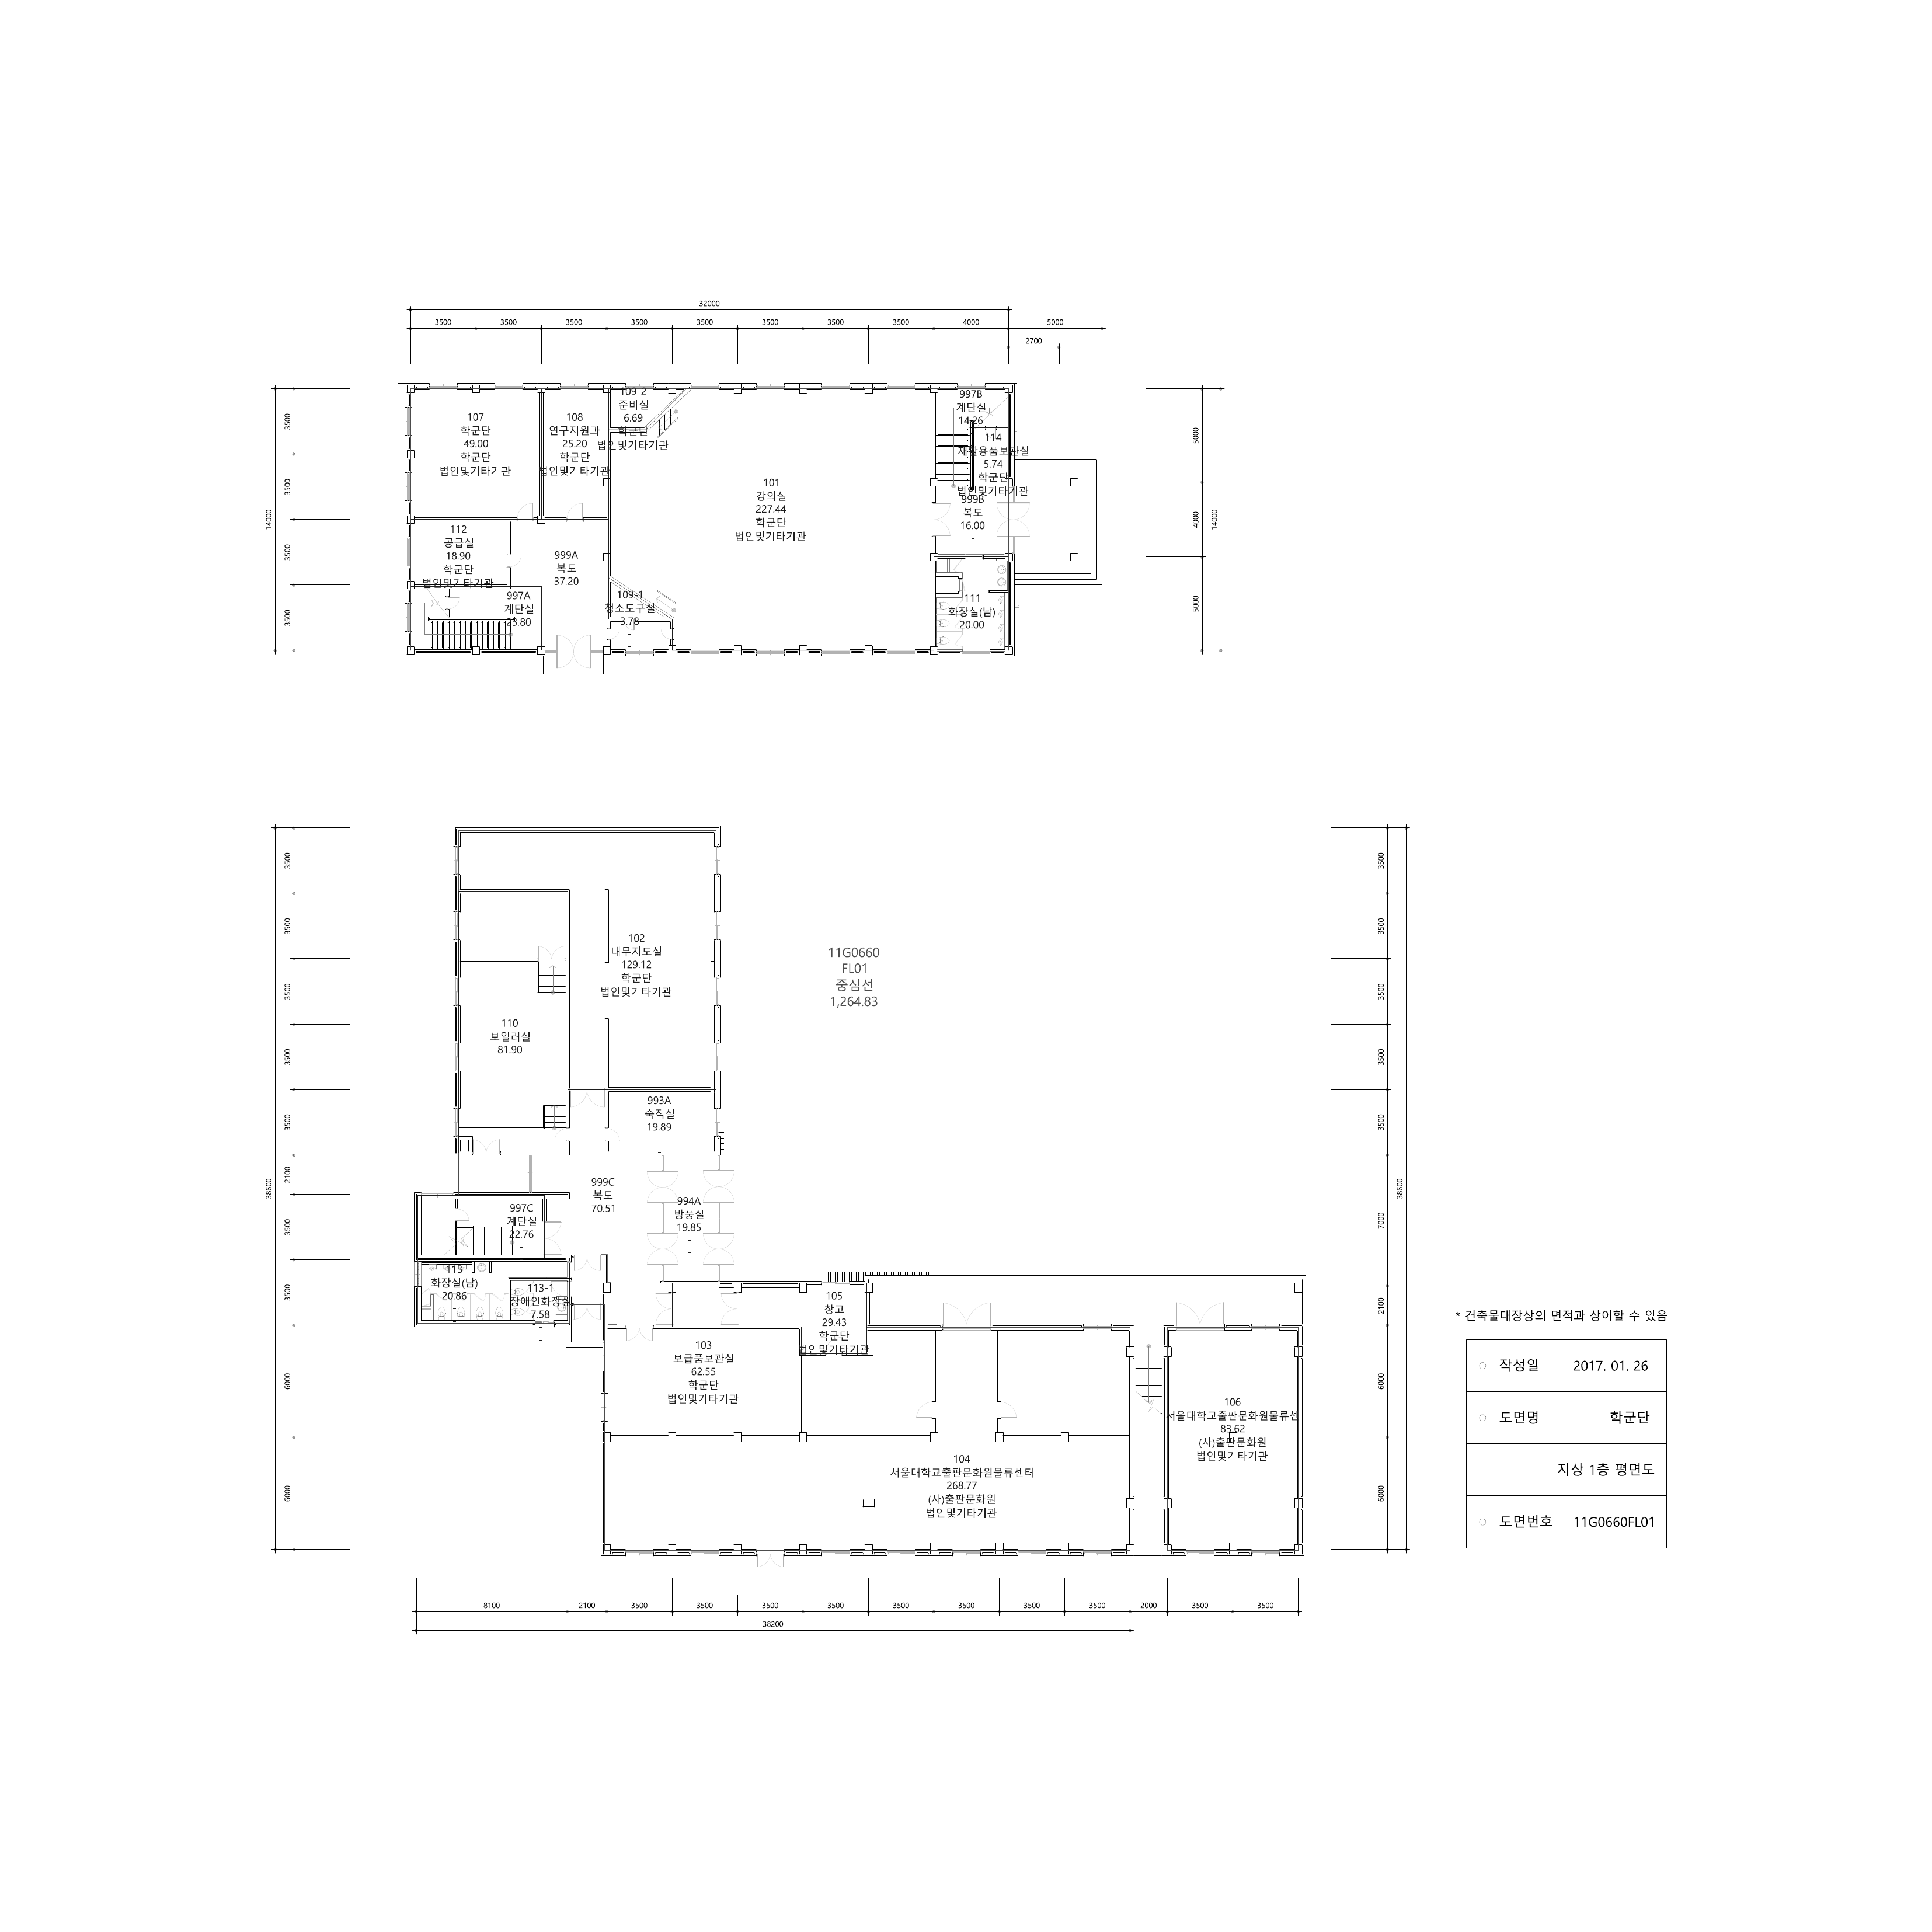 32000
3500 3500 3500 3500 3500 3500 3500 3500 4000 5000
2700
14000
3500
3500
3500
3500
5000
4000
5000
14000
107
학군단
49.00
학군단
법인및기타기관
108
연구지원과
25.20
학군단
법인및기타기관
109-2
준비실
6.69
학군단
법인및기타기관
101
강의실
227.44
학군단
법인및기타기관
997B
계단실
14.26
114
재활용품보관실
5.74
학군단
법인및기타기관
999B
복도
16.00
-
-
112
공급실
18.90
학군단
법인및기타기관
999A
복도
37.20
-
-
997A
계단실
23.80
-
109-1
청소도구실
3.78
-
111
화장실(남)
20.00
-
38600
3500
3500
3500
3500
3500
2100
3500
3500
6000
6000
102
내무지도실
129.12
학군단
법인및기타기관
11G0660
FL01
중심선
1,264.83
110
보일러실
81.90
-
-
993A
숙직실
19.89
-
999C
복도
70.51
-
-
994A
방풍실
19.85
-
-
997C
계단실
22.76
-
113
화장실(남)
20.86
-
113-1
장애인화장실
7.58
-
-
105
창고
29.43
학군단
법인및기타기관
103
보급품보관실
62.55
학군단
법인및기타기관
104
서울대학교출판문화원물류센터
268.77
(사)출판문화원
법인및기타기관
106
서울대학교출판문화원물류센
83.62
(사)출판문화원
법인및기타기관
3500
3500
3500
3500
3500
7000
2100
6000
6000
38600
8100 2100 3500 3500 3500 3500 3500 3500 3500 3500 2000 3500 3500
38200
* 건축물대장상의 면적과 상이할 수 있음
○ 작성일 2017. 01. 26
○ 도면명 학군단
지상 1층 평면도
○ 도면번호 11G0660FL01